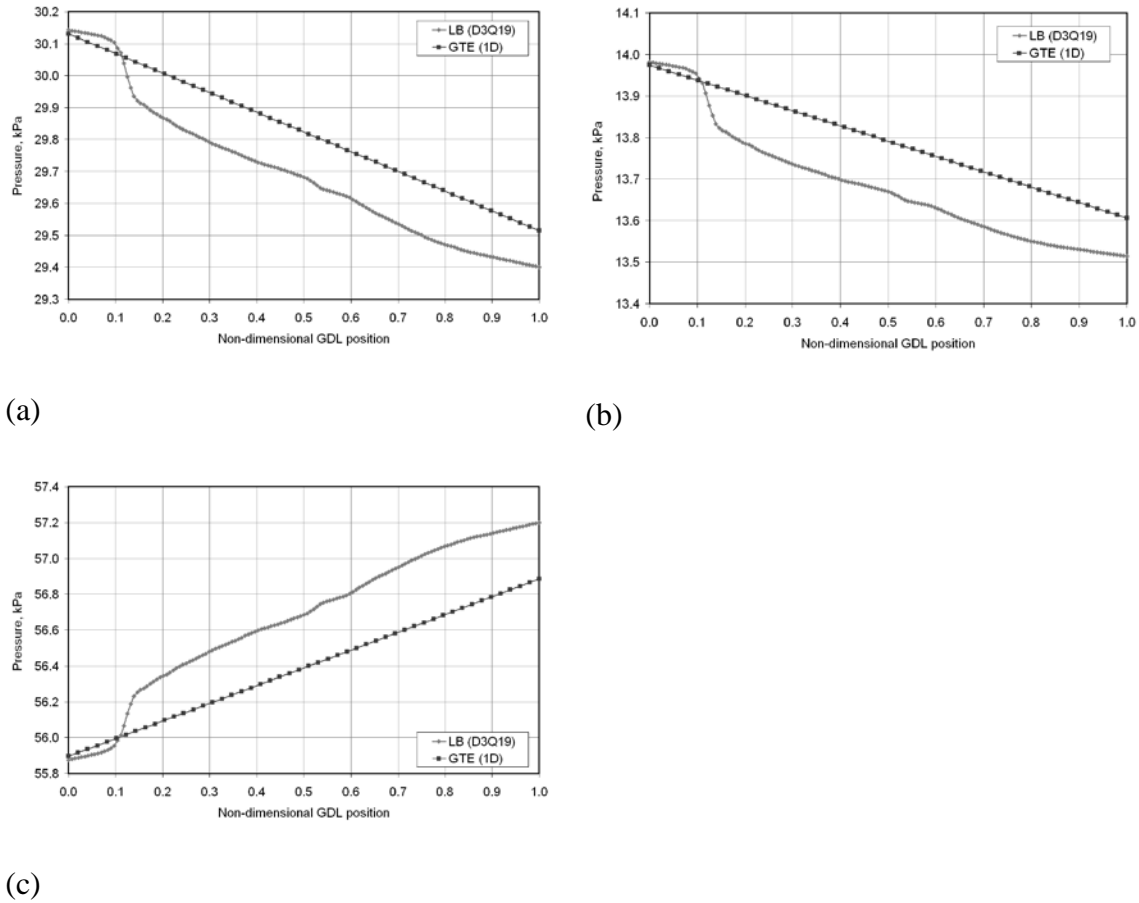 30.2
30.1
30.0
29.9
29.8
29.7
29.6
29.5
29.4
29.3
Pressure, kPa
LB (D3Q19)
GTE (1D)
0.0 0.1 0.2 0.3 0.4 0.5 0.6 0.7 0.8 0.9 1.0
Non-dimensional GDL position
(a)
14.1
14.0
13.9
13.8
13.7
13.6
13.5
13.4
Pressure, kPa
LB (D3Q19)
GTE (1D)
0.0 0.1 0.2 0.3 0.4 0.5 0.6 0.7 0.8 0.9 1.0
Non-dimensional GDL position
(b)
57.4
57.2
57.0
56.8
56.6
56.4
56.2
56.0
55.8
Pressure, kPa
LB (D3Q19)
GTE (1D)
0.0 0.1 0.2 0.3 0.4 0.5 0.6 0.7 0.8 0.9 1.0
Non-dimensional GDL position
(c)